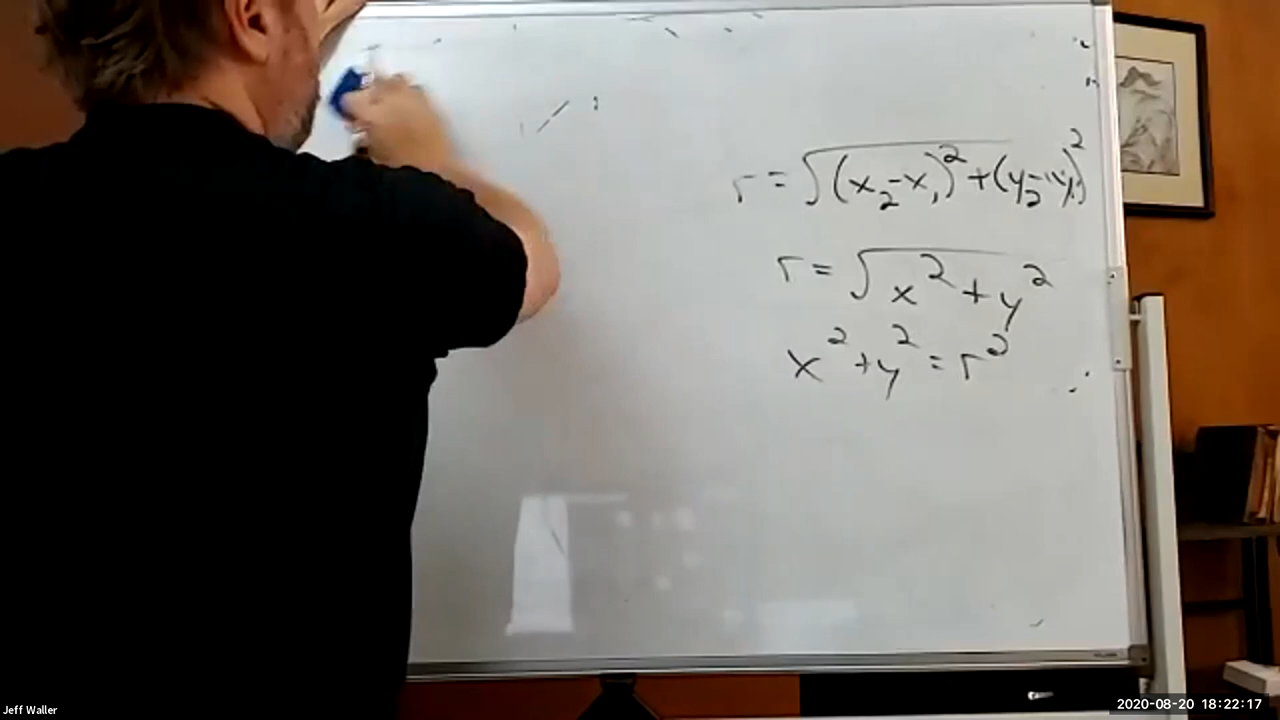 r = √(x₂-x₁)² + (y₂-y₁)²
r = √x² + y²
x² + y² = r²
Jeff Waller
2020-08-20 18:22:17